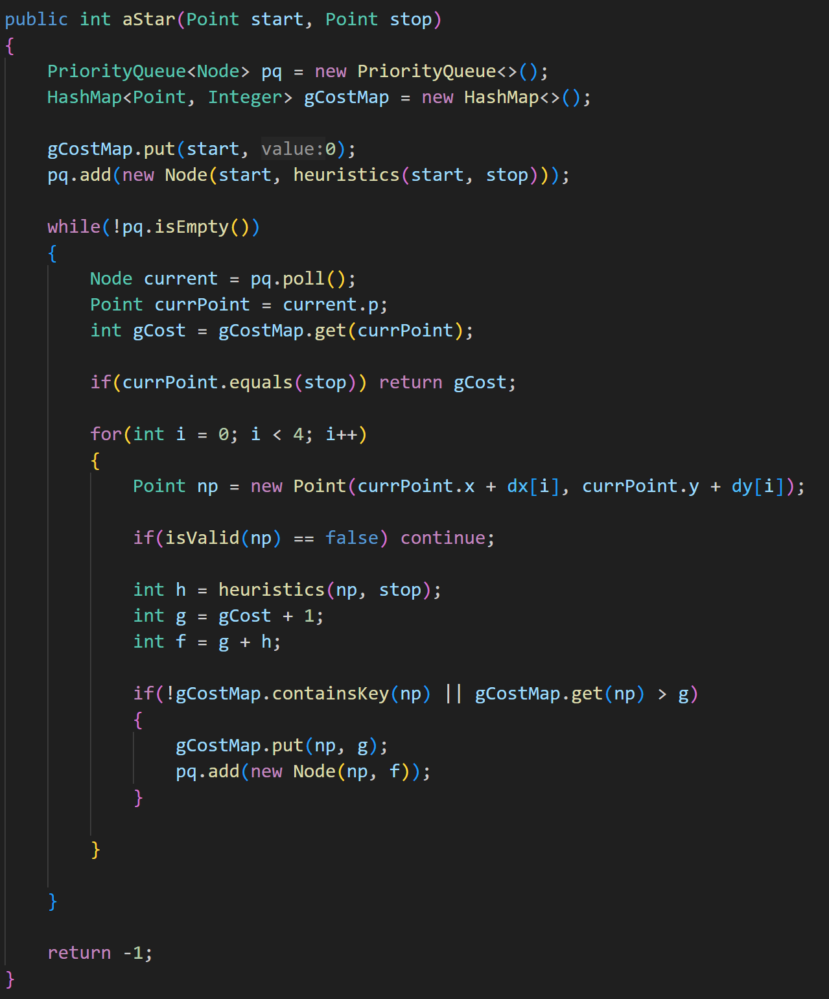 public int aStar(Point start, Point stop)
{
    PriorityQueue<Node> pq = new PriorityQueue<>();
    HashMap<Point, Integer> gCostMap = new HashMap<>();

    gCostMap.put(start, value:0);
    pq.add(new Node(start, heuristics(start, stop)));

    while(!pq.isEmpty())
    {
        Node current = pq.poll();
        Point currPoint = current.p;
        int gCost = gCostMap.get(currPoint);

        if(currPoint.equals(stop)) return gCost;

        for(int i = 0; i < 4; i++)
        {
            Point np = new Point(currPoint.x + dx[i], currPoint.y + dy[i]);

            if(isValid(np) == false) continue;

            int h = heuristics(np, stop);
            int g = gCost + 1;
            int f = g + h;

            if(!gCostMap.containsKey(np) || gCostMap.get(np) > g)
            {
                gCostMap.put(np, g);
                pq.add(new Node(np, f));
            }

        }

    }

    return -1;
}